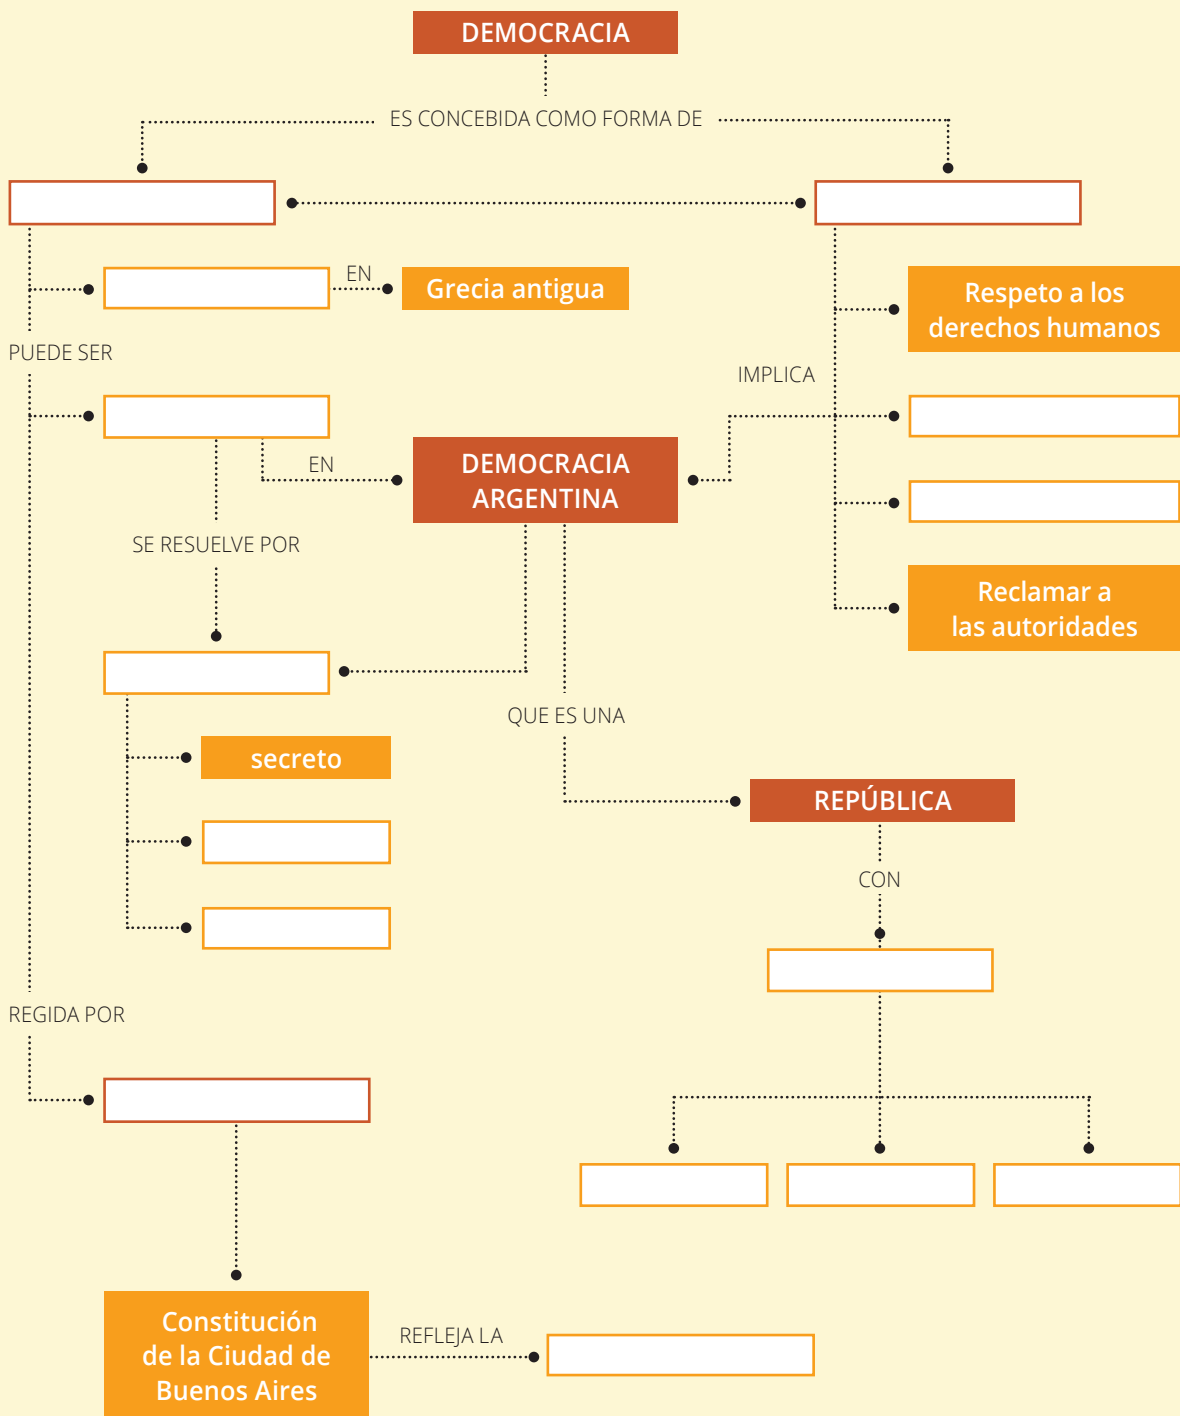 DEMOCRACIA
ES CONCEBIDA COMO FORMA DE
EN
Grecia antigua
Respeto a los
derechos humanos
PUEDE SER
IMPLICA
EN
DEMOCRACIA
ARGENTINA
SE RESUELVE POR
Reclamar a
las autoridades
QUE ES UNA
secreto
REPÚBLICA
CON
REGIDA POR
Constitución
de la Ciudad de
Buenos Aires
REFLEJA LA